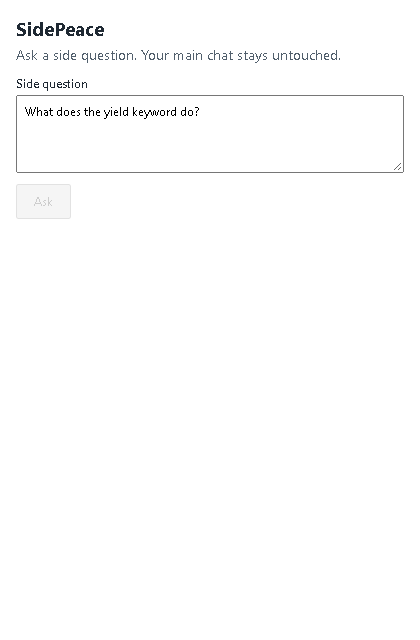 SidePeace
Ask a side question. Your main chat stays untouched.
Side question
What does the yield keyword do?
Ask